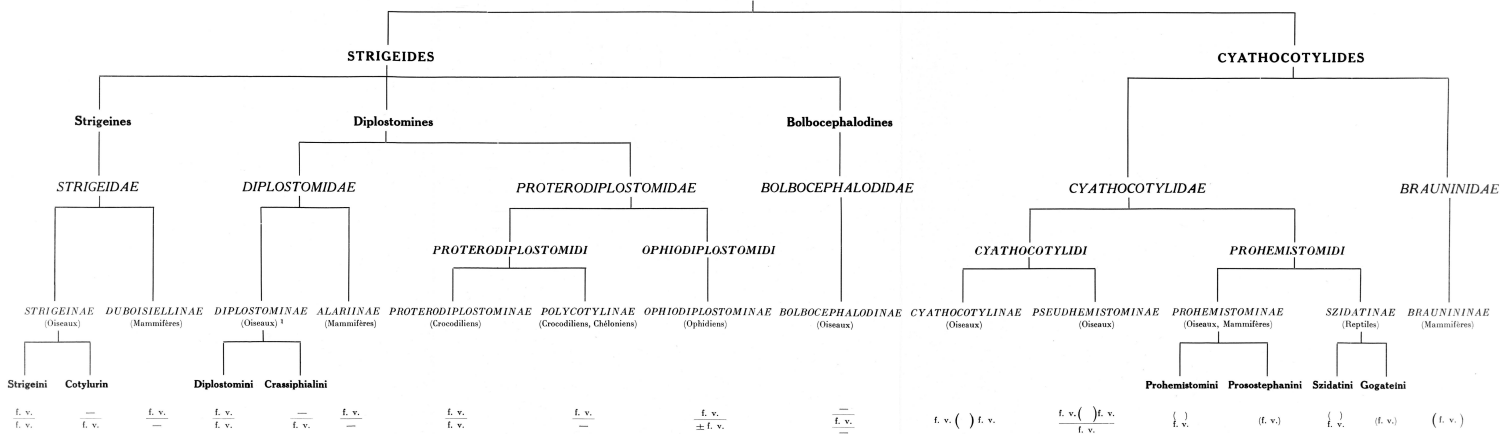 STRIGEIDES CYATHOCOTYLIDES
Strigeines Diplostomines Bolbocephalodines
STRIGEIDAE DIPLOSTOMIDAE PROTERODIPLOSTOMIDAE BOLBOCEPHALODIDAE CYATHOCOTYLIDAE BRAUNINIDAE
PROTERODIPLOSTOMIDI OPHIODIPLOSTOMIDI CYATHOCOTYLIDI PROHEMISTOMIDI
STRIGEINAE DUBOISIELLINAE DIPLOSTOMINAE ALARIINAE PROTERODIPLOSTOMINAE POLYCOTYLINAE OPHIODIPLOSTOMINAE BOLBOCEPHALODINAE CYATHOCOTYLINAE PSEUDHEMISTOMINAE PROHEMISTOMINAE SZIDATINAE BRAUNININAE
(Oiseaux) (Mammifères) (Oiseaux) ¹ (Mammifères) (Crocodiliens) (Crocodiliens, Chéloniens) (Ophidiens) (Oiseaux) (Oiseaux) (Oiseaux) (Oiseaux, Mammifères) (Reptiles) (Mammifères)
Strigeini Cotylurin Diplostomini Crassiphialini Prohemistomini Prosostephanini Szidatini Gogateini
f. v. — f. v. f. v. — f. v. f. v. f. v. f. v. — f. v. ( ) f. v. f. v. ( ) f. v. ( ) (f. v.) ( ) (f. v.) (f. v.)
f. v. f. v. — f. v. f. v. — f. v. — ± f. v. f. v. f. v. f. v. f. v.
—